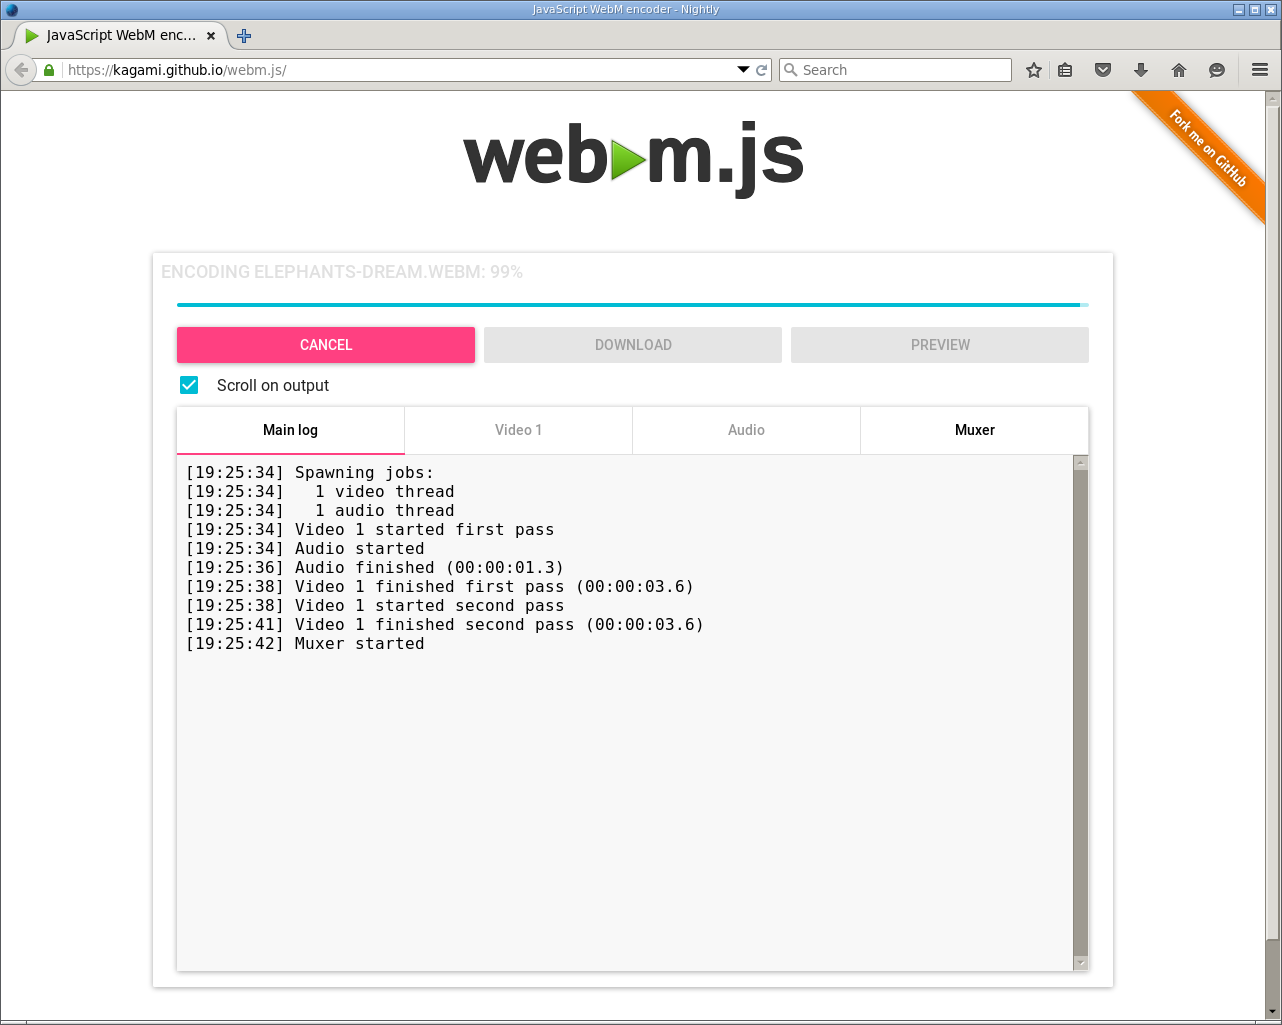 JavaScript WebM encoder - Nightly
JavaScript WebM enc...
https://kagami.github.io/webm.js/
Search
Fork me on GitHub
webm.js
ENCODING ELEPHANTS-DREAM.WEBM: 99%
CANCEL
DOWNLOAD
PREVIEW
Scroll on output
Main log
Video 1
Audio
Muxer
[19:25:34] Spawning jobs:
[19:25:34]   1 video thread
[19:25:34]   1 audio thread
[19:25:34] Video 1 started first pass
[19:25:34] Audio started
[19:25:36] Audio finished (00:00:01.3)
[19:25:38] Video 1 finished first pass (00:00:03.6)
[19:25:38] Video 1 started second pass
[19:25:41] Video 1 finished second pass (00:00:03.6)
[19:25:42] Muxer started